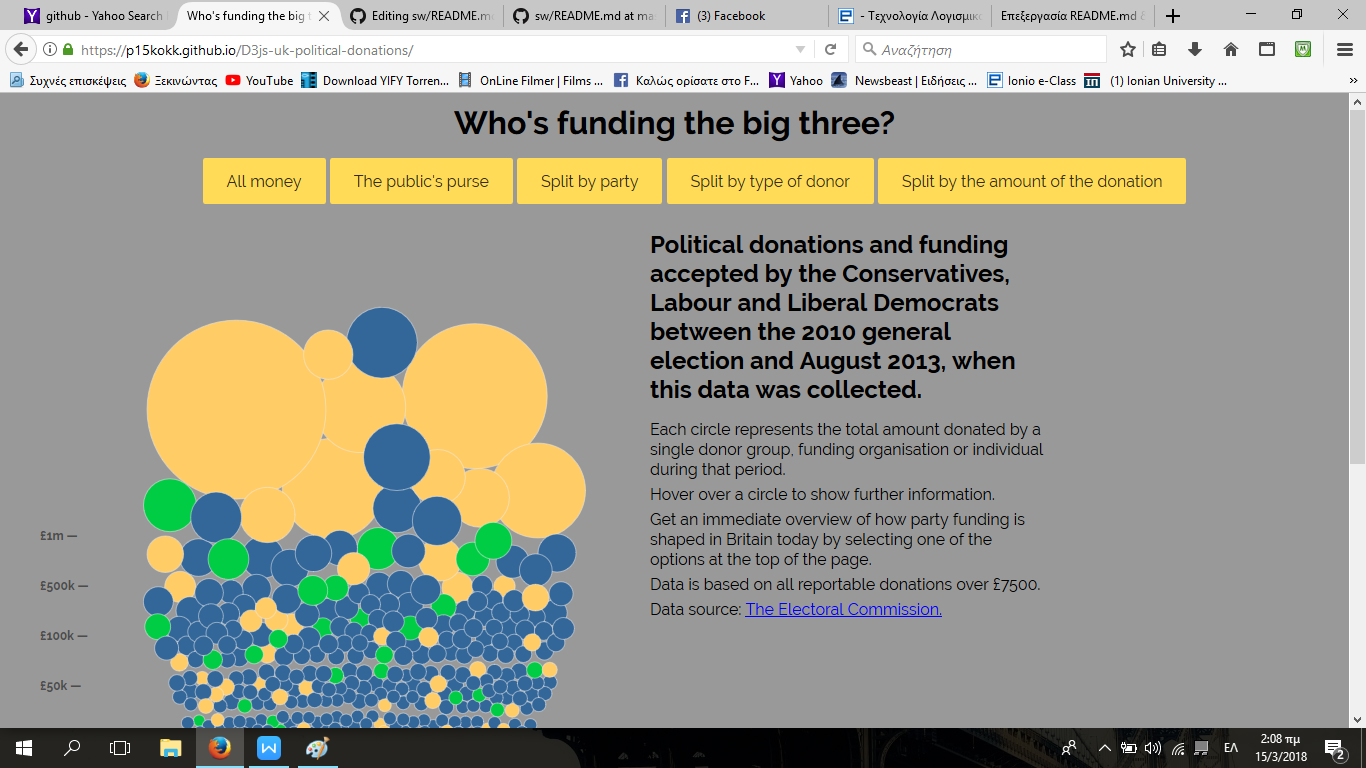 github - Yahoo Search
Who's funding the big t
Editing sw/README.m
sw/README.md at ma
(3) Facebook
- Τεχνολογία Λογισμικ
Επεξεργασία README.md
https://p15kokk.github.io/D3js-uk-political-donations/
Αναζήτηση
Συχνές επισκέψεις
Ξεκινώντας
YouTube
Download YIFY Torren...
OnLine Filmer | Films ...
Καλώς ορίσατε στο F...
Yahoo
Newsbeast | Ειδήσεις ...
Ionio e-Class
(1) Ionian University ...
Who's funding the big three?
All money
The public's purse
Split by party
Split by type of donor
Split by the amount of the donation
Political donations and funding
accepted by the Conservatives,
Labour and Liberal Democrats
between the 2010 general
election and August 2013, when
this data was collected.
Each circle represents the total amount donated by a
single donor group, funding organisation or individual
during that period.
Hover over a circle to show further information.
Get an immediate overview of how party funding is
shaped in Britain today by selecting one of the
options at the top of the page.
Data is based on all reportable donations over £7500.
Data source: The Electoral Commission.
£1m —
£500k —
£100k —
£50k —
ΕΛ
2:08 πμ
15/3/2018
2